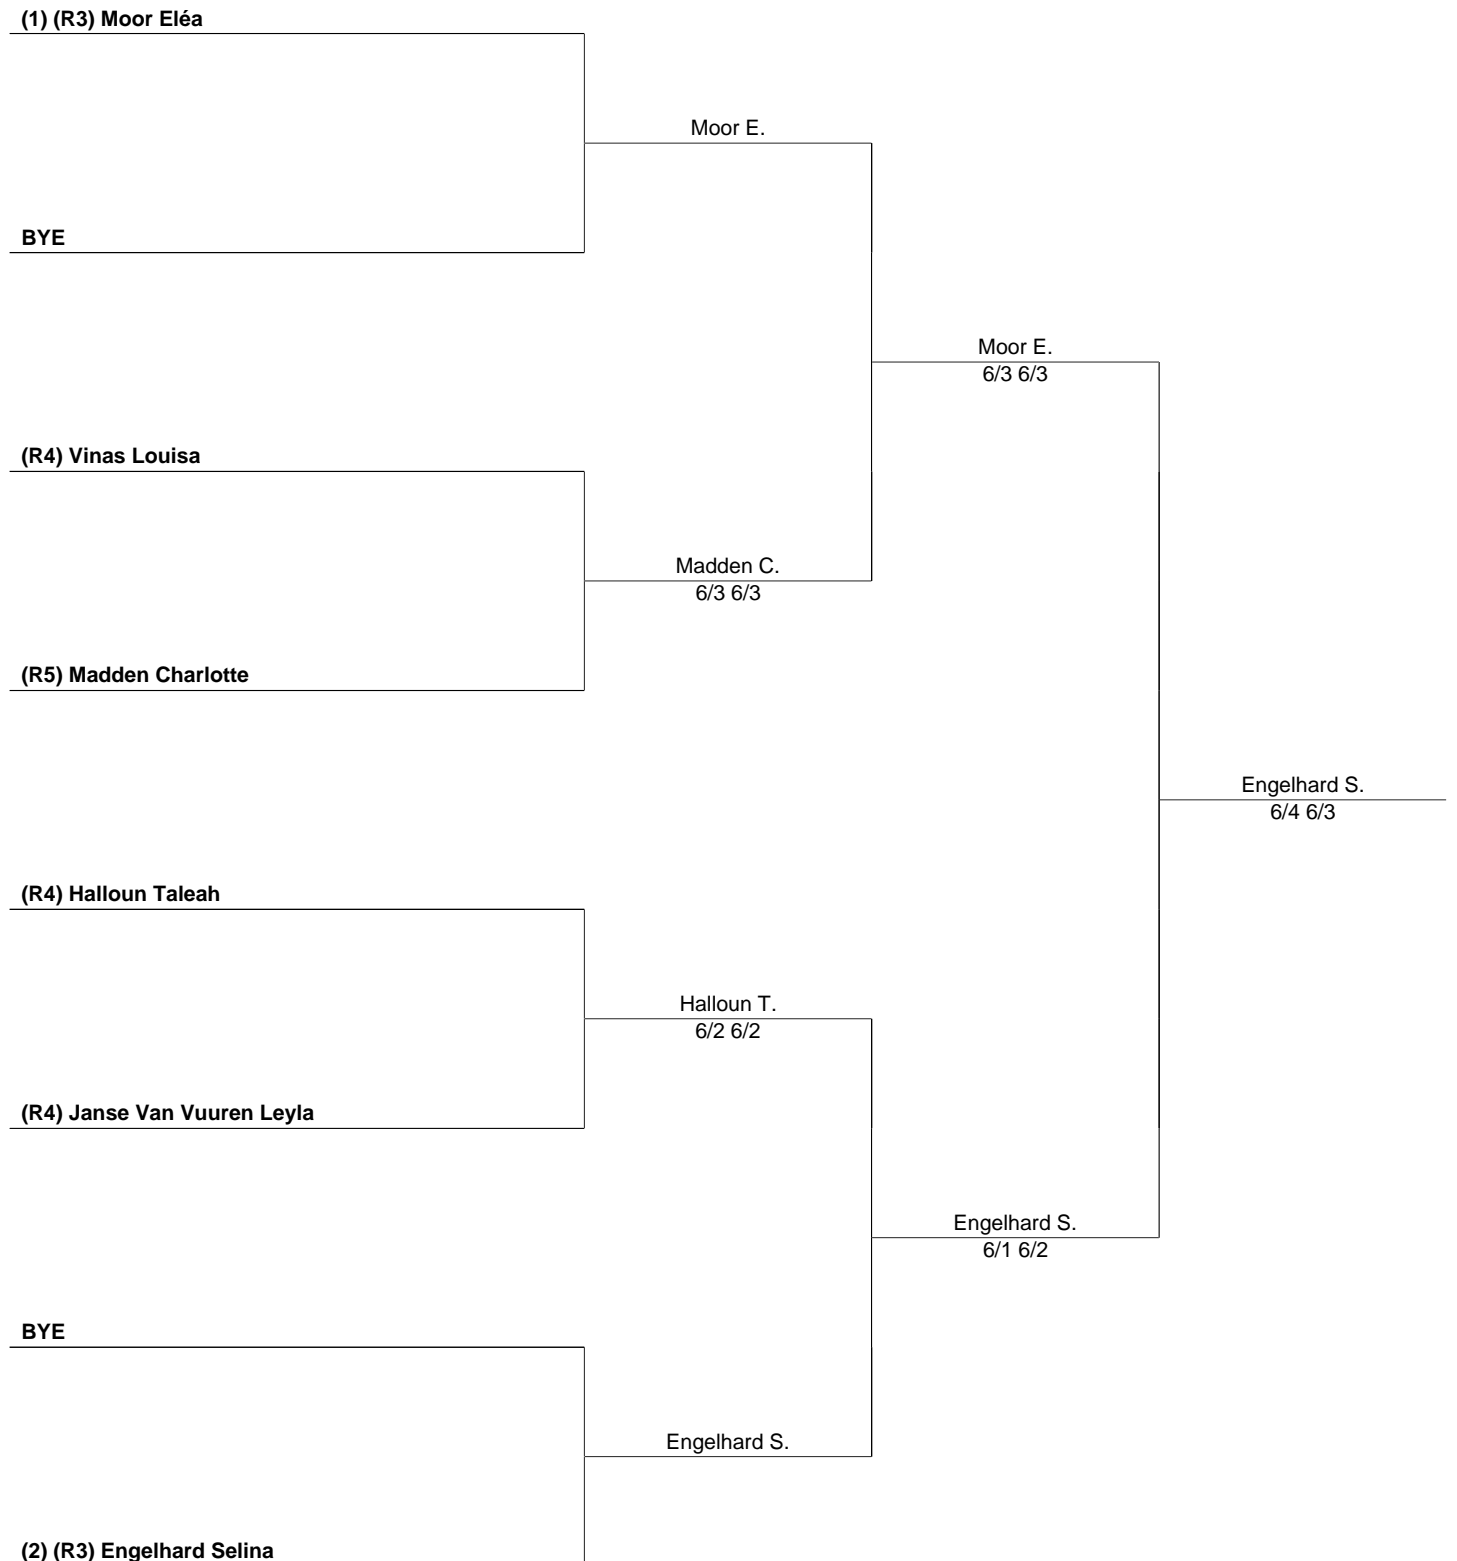 (1) (R3) Moor Eléa
Moor E.
BYE
Moor E.
6/3 6/3
(R4) Vinas Louisa
Madden C.
6/3 6/3
(R5) Madden Charlotte
Engelhard S.
6/4 6/3
(R4) Halloun Taleah
Halloun T.
6/2 6/2
(R4) Janse Van Vuuren Leyla
Engelhard S.
6/1 6/2
BYE
Engelhard S.
(2) (R3) Engelhard Selina